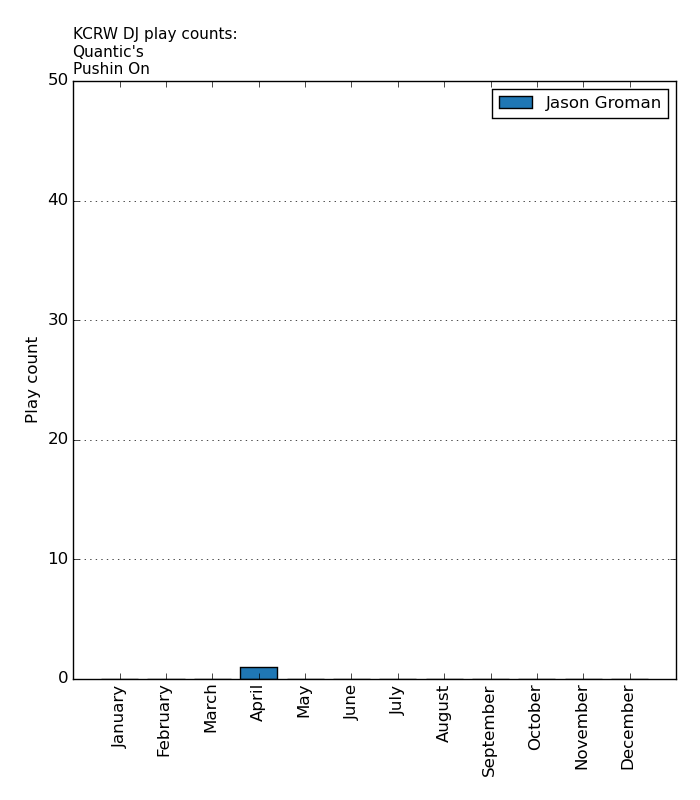 KCRW DJ play counts:
Quantic's
Pushin On
50
40
30
20
10
0
Play count
Jason Groman
January
February
March
April
May
June
July
August
September
October
November
December